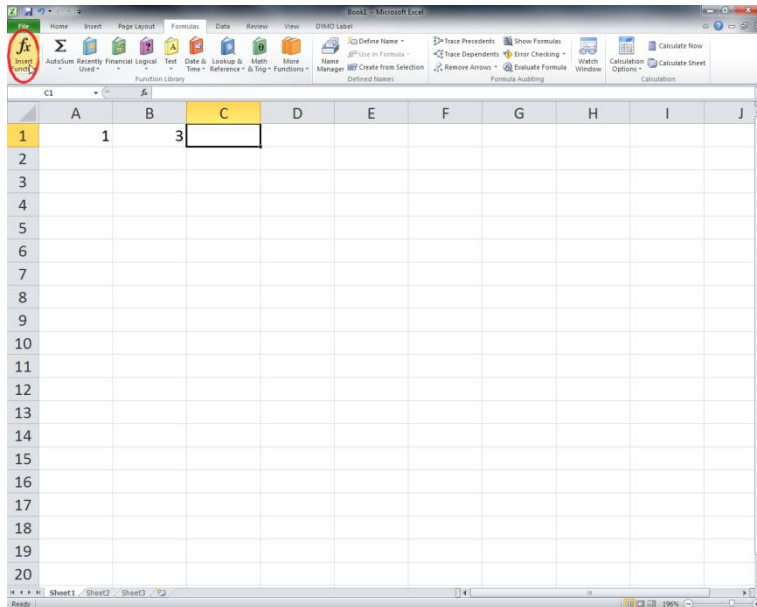 Book1 - Microsoft Excel
File Home Insert Page Layout Formulas Data Review View DYMO Label
fx Insert Function
Σ AutoSum
Recently Used
Financial
Logical
Text
Date & Time
Lookup & Reference
Math & Trig
More Functions
Function Library
Name Manager
Define Name
Use in Formula
Create from Selection
Defined Names
Trace Precedents
Trace Dependents
Remove Arrows
Show Formulas
Error Checking
Evaluate Formula
Formula Auditing
Watch Window
Calculation Options
Calculate Now
Calculate Sheet
Calculation
C1 fx
A B C D E F G H I J
1 1 3
2
3
4
5
6
7
8
9
10
11
12
13
14
15
16
17
18
19
20
Sheet1 Sheet2 Sheet3
Ready 196%